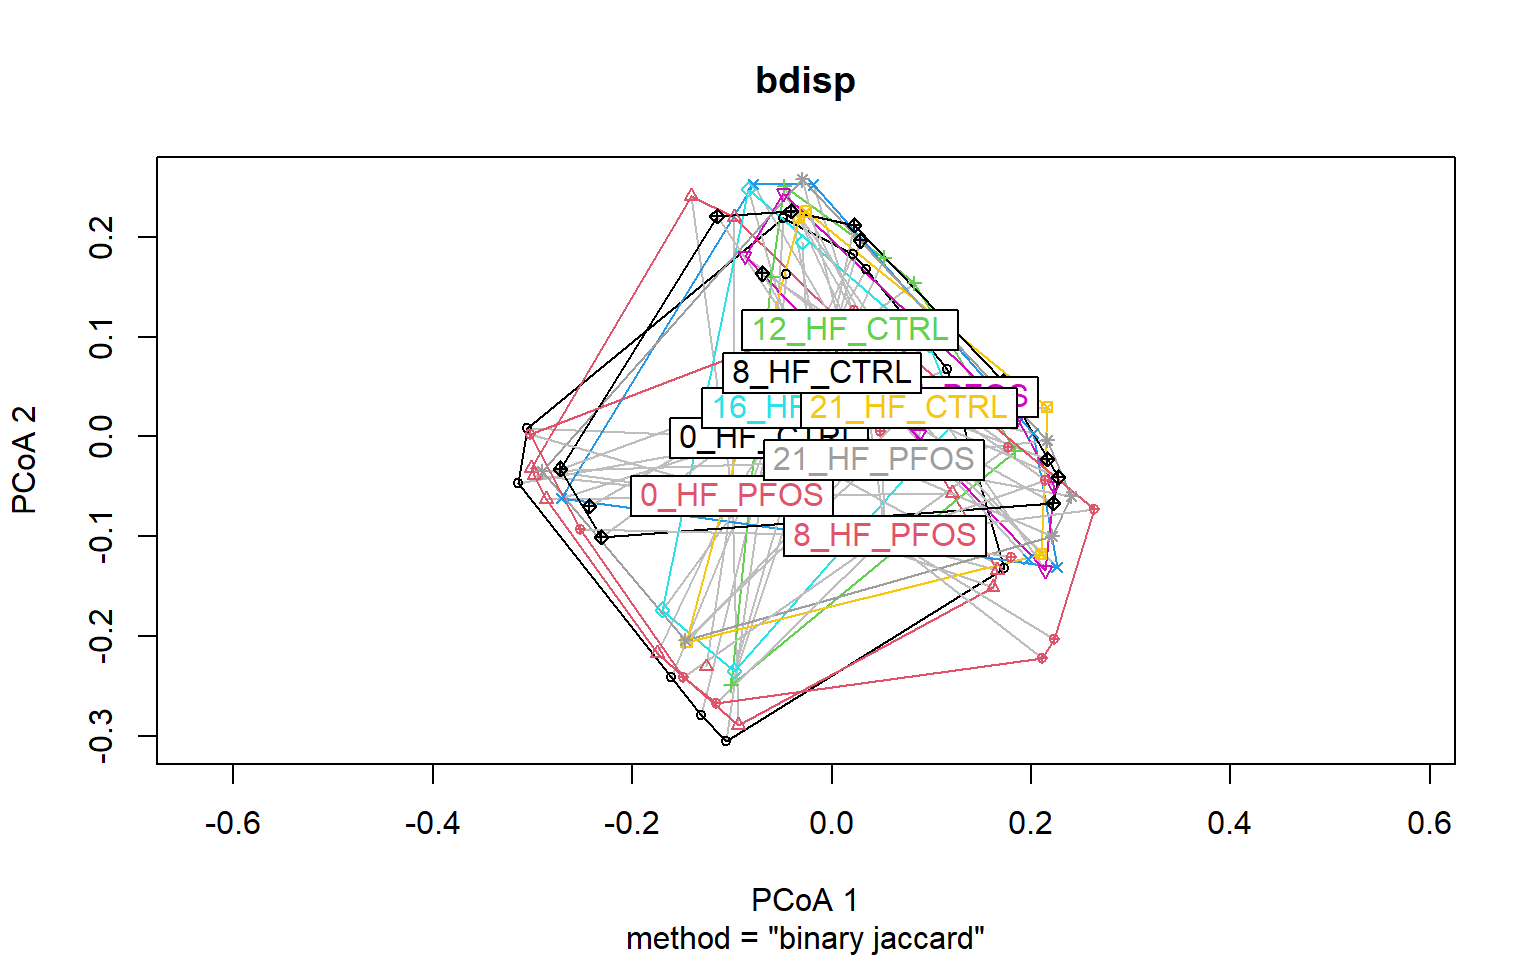 bdisp
PCoA 2
0.2
0.1
0.0
-0.1
-0.2
-0.3
12_HF_CTRL
8_HF_CTRL
PFOS
16_HF
21_HF_CTRL
0_HF_CTRL
21_HF_PFOS
0_HF_PFOS
8_HF_PFOS
-0.6 -0.4 -0.2 0.0 0.2 0.4 0.6
PCoA 1
method = "binary jaccard"